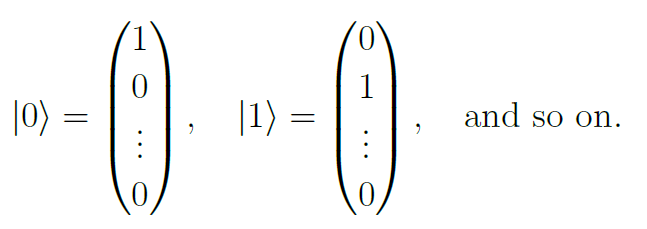 |0⟩ = (1 0 ⋮ 0), |1⟩ = (0 1 ⋮ 0), and so on.